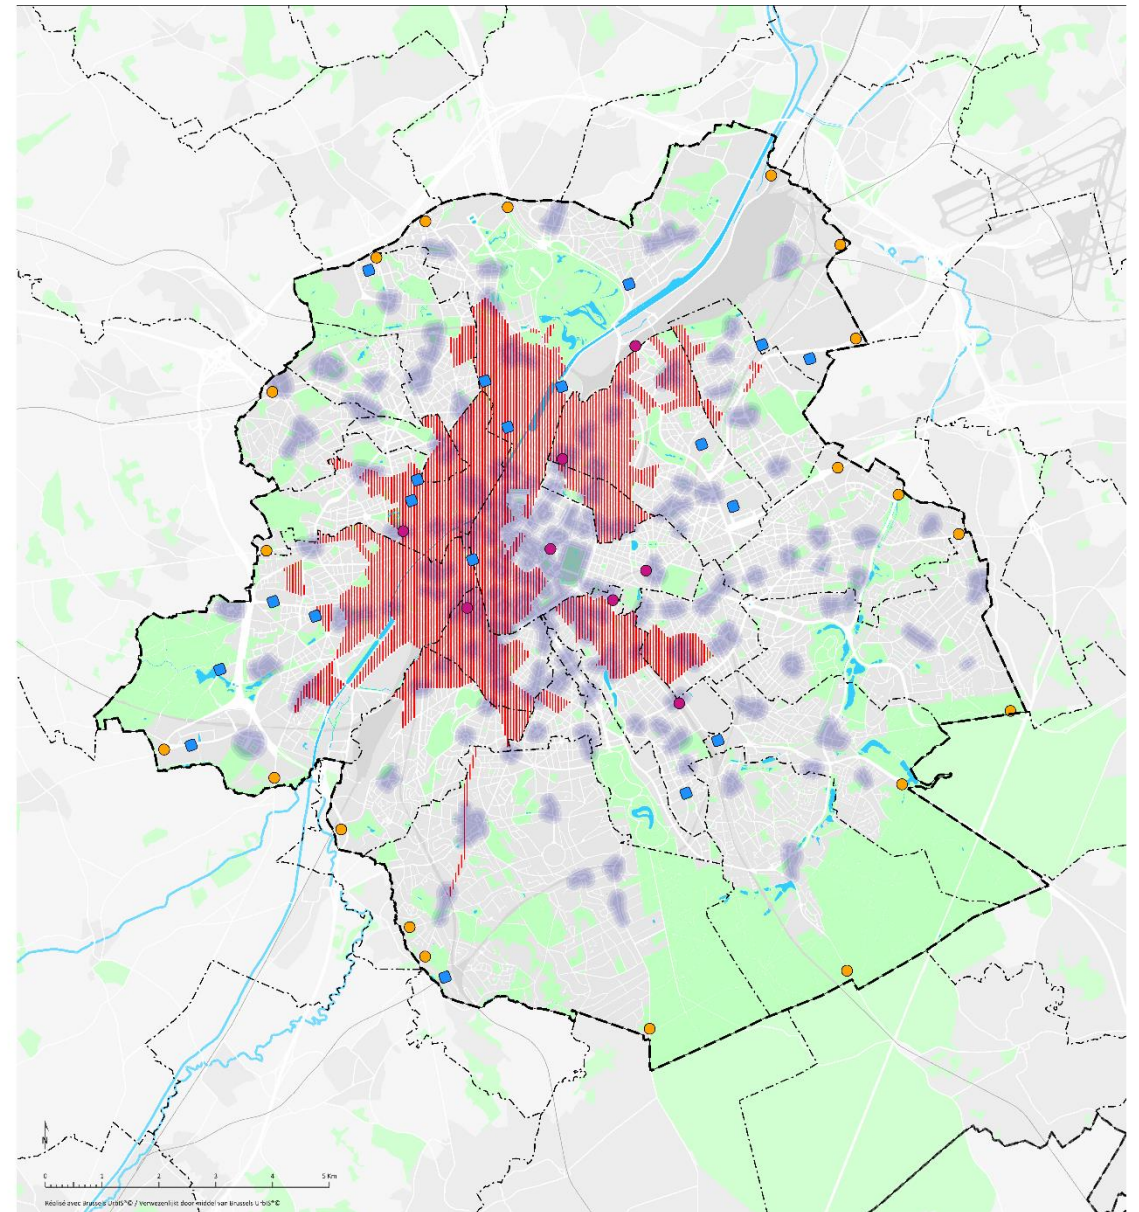 N
0 1 2 3 4 5 Km
Réalisé avec Brussels UrbIS®© / Verwezenlijkt door middel van Brussels UrbIS®©